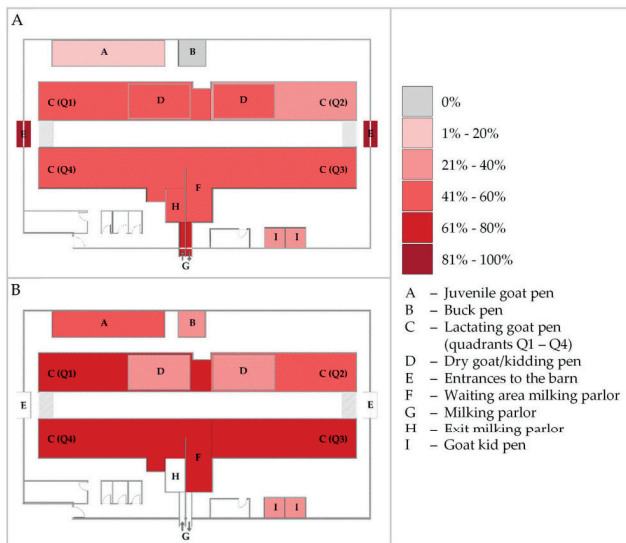 A
A
B
C (Q1)
D
D
C (Q2)
E
E
C (Q4)
F
C (Q3)
H
I
I
G
B
A
B
C (Q1)
D
D
C (Q2)
E
E
C (Q4)
F
C (Q3)
H
I
I
G
0%
1% - 20%
21% - 40%
41% - 60%
61% - 80%
81% - 100%
A – Juvenile goat pen
B – Buck pen
C – Lactating goat pen
(quadrants Q1 – Q4)
D – Dry goat/kidding pen
E – Entrances to the barn
F – Waiting area milking parlor
G – Milking parlor
H – Exit milking parlor
I – Goat kid pen